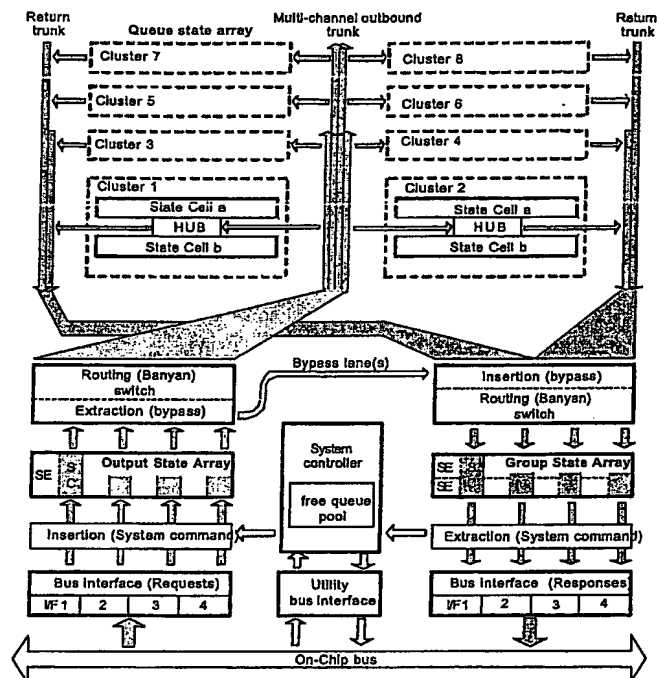 Return trunk
Queue state array
Multi-channel outbound trunk
Return trunk
Cluster 7
Cluster 8
Cluster 5
Cluster 6
Cluster 3
Cluster 4
Cluster 1
State Cell a
HUB
State Cell b
Cluster 2
State Cell a
HUB
State Cell b
Routing (Banyan) switch
Extraction (bypass)
Bypass lane(s)
Insertion (bypass)
Routing (Banyan) switch
SE
S
C
Output State Array
System controller
free queue pool
SE
SE
Group State Array
Insertion (System command)
Extraction (System command)
Bus Interface (Requests)
I/F1 2 3 4
Utility bus interface
Bus Interface (Responses)
I/F1 2 3 4
On-Chip bus